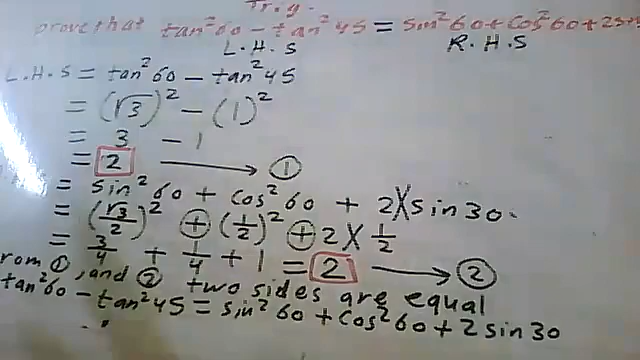 Try.
prove that tan²60 - tan²45 = sin²60 + cos²60 + 2sin
L.H.S R.H.S
L.H.S = tan²60 - tan²45
= (√3)² - (1)²
= 3 - 1
= 2 → ①
= sin²60 + cos²60 + 2×sin30.
= (√3/2)² + (1/2)² + 2 × 1/2
= 3/4 + 1/4 + 1 = 2 → ②
rom ①, and ② two sides are equal
tan²60 - tan²45 = sin²60 + cos²60 + 2 sin30